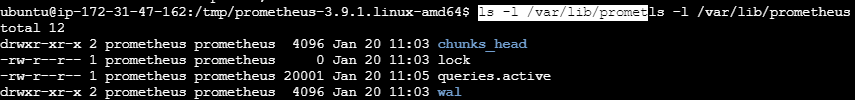 ubuntu@ip-172-31-47-162:/tmp/prometheus-3.9.1.linux-amd64$ ls -l /var/lib/prometls -l /var/lib/prometheus
total 12
drwxr-xr-x 2 prometheus prometheus  4096 Jan 20 11:03 chunks_head
-rw-r--r-- 1 prometheus prometheus     0 Jan 20 11:03 lock
-rw-r--r-- 1 prometheus prometheus 20001 Jan 20 11:05 queries.active
drwxr-xr-x 2 prometheus prometheus  4096 Jan 20 11:03 wal